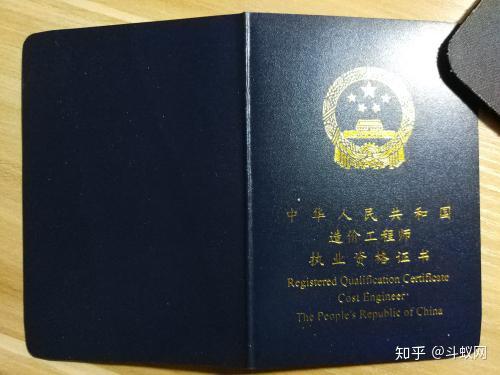 中华人民共和国
造价工程师
执业资格证书
Registered Qualification Certificate
Cost Engineer
The People's Republic of China
知乎 @斗蚁网